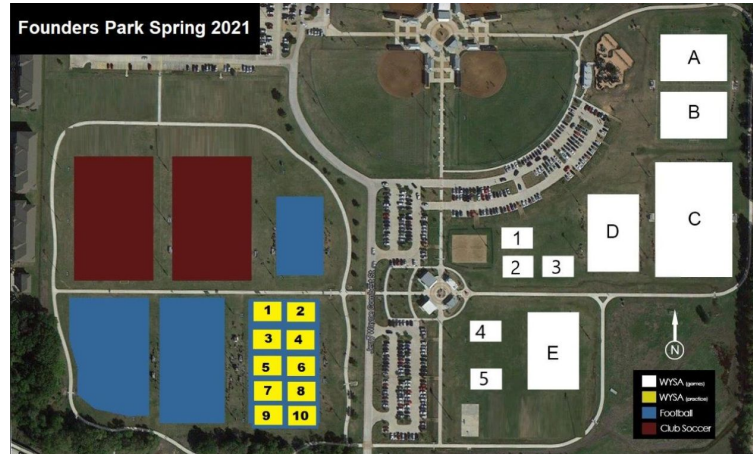 Founders Park Spring 2021
A
B
C
D
1
2
3
1
2
3
4
5
6
7
8
9
10
4
5
E
N
WYSA (games)
WYSA (practice)
Football
Club Soccer